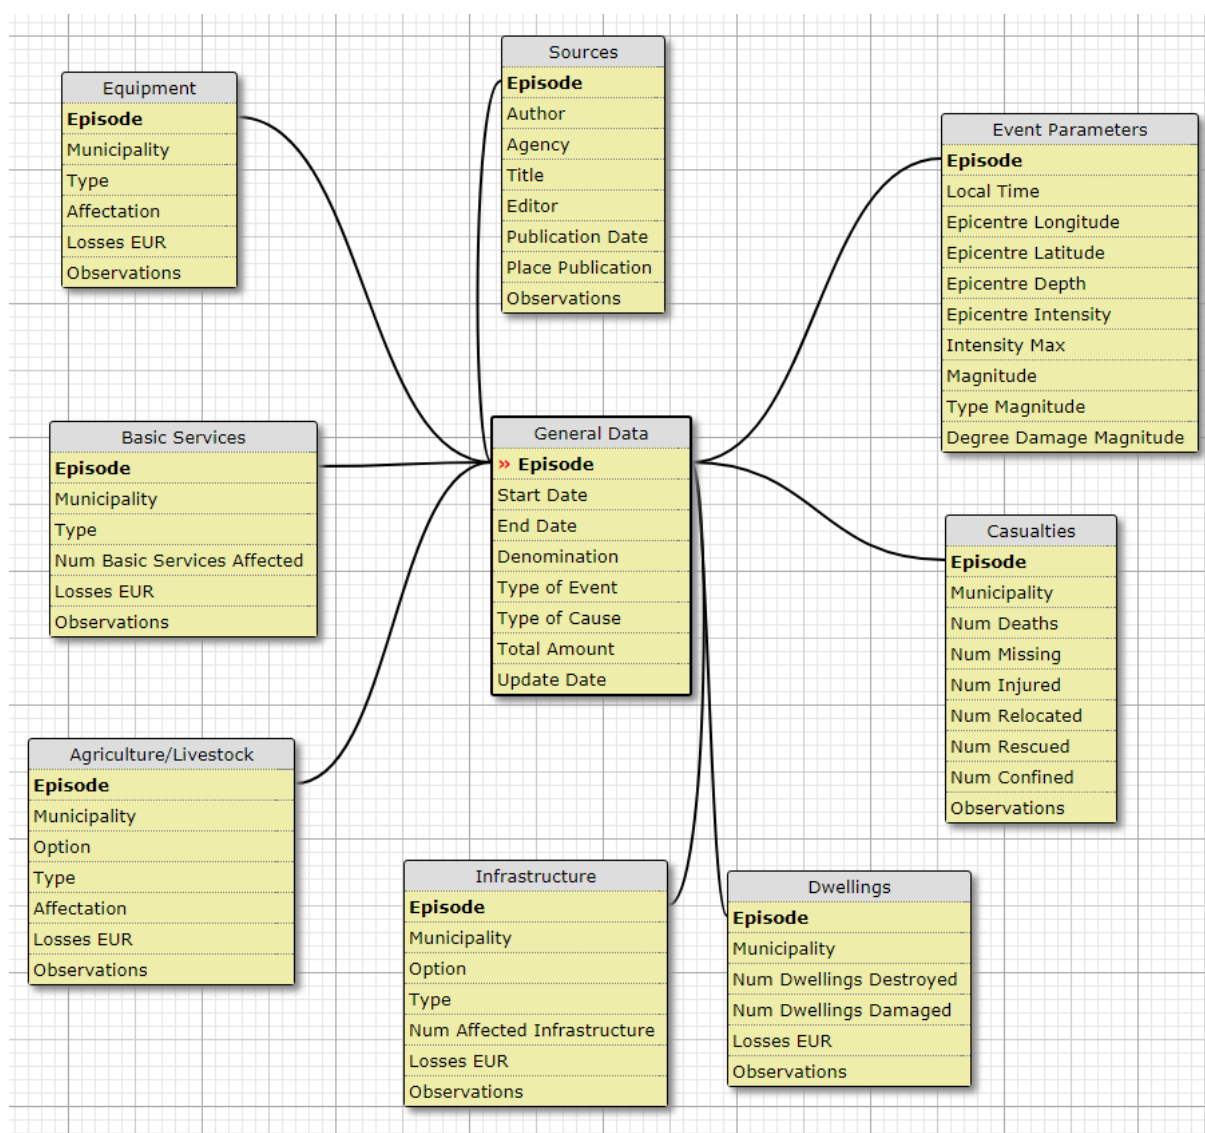 Sources
Episode
Author
Agency
Title
Editor
Publication Date
Place Publication
Observations
Equipment
Episode
Municipality
Type
Affectation
Losses EUR
Observations
Event Parameters
Episode
Local Time
Epicentre Longitude
Epicentre Latitude
Epicentre Depth
Epicentre Intensity
Intensity Max
Magnitude
Type Magnitude
Degree Damage Magnitude
Basic Services
Episode
Municipality
Type
Num Basic Services Affected
Losses EUR
Observations
General Data
» Episode
Start Date
End Date
Denomination
Type of Event
Type of Cause
Total Amount
Update Date
Casualties
Episode
Municipality
Num Deaths
Num Missing
Num Injured
Num Relocated
Num Rescued
Num Confined
Observations
Agriculture/Livestock
Episode
Municipality
Option
Type
Affectation
Losses EUR
Observations
Infrastructure
Episode
Municipality
Option
Type
Num Affected Infrastructure
Losses EUR
Observations
Dwellings
Episode
Municipality
Num Dwellings Destroyed
Num Dwellings Damaged
Losses EUR
Observations